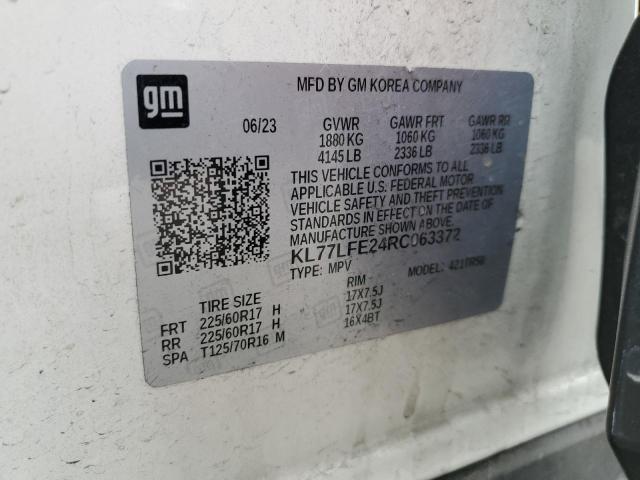 gm
MFD BY GM KOREA COMPANY
06/23 GVWR GAWR FRT GAWR RR
1880 KG 1060 KG 1060 KG
4145 LB 2336 LB 2336 LB
THIS VEHICLE CONFORMS TO ALL
APPLICABLE U.S. FEDERAL MOTOR
VEHICLE SAFETY AND THEFT PREVENTION
STANDARDS IN EFFECT ON THE DATE OF
MANUFACTURE SHOWN ABOVE.
KL77LFE24RC063372
TYPE: MPV MODEL:
TIRE SIZE RIM
FRT 225/60R17 H 17X7.5J
RR 225/60R17 H 17X7.5J
SPA T125/70R16 M 16X4BT